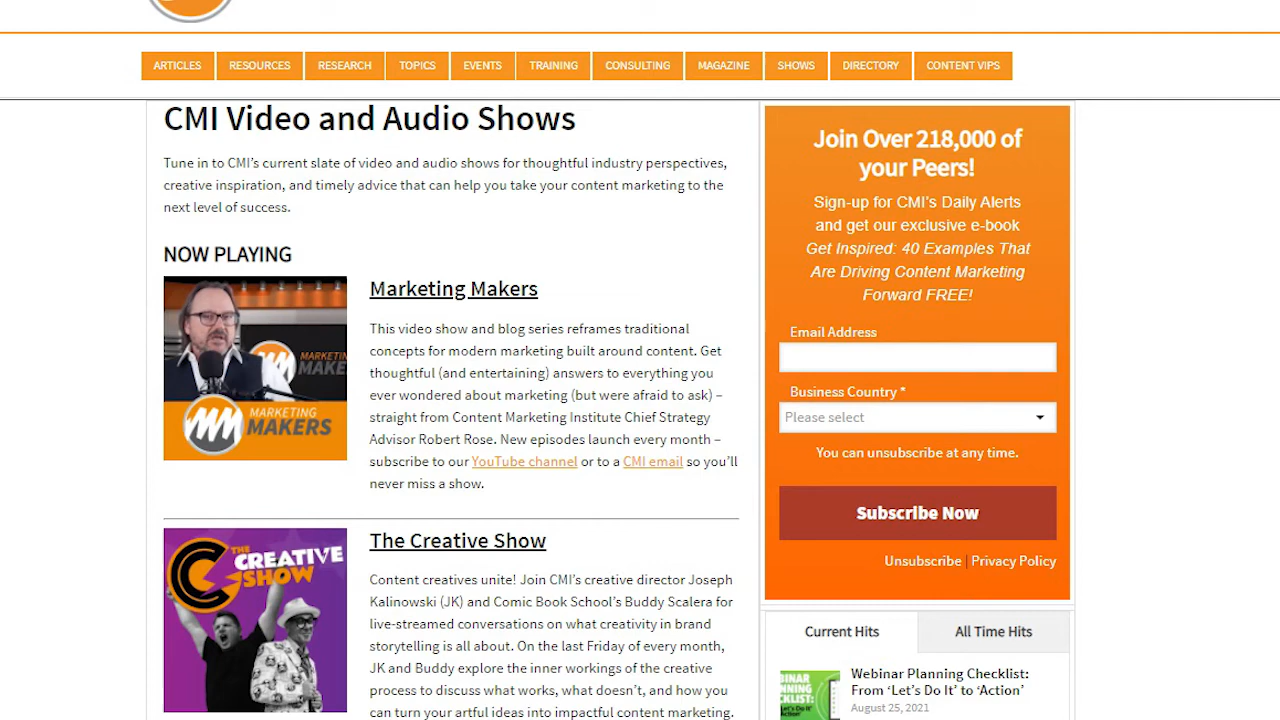 ARTICLES RESOURCES RESEARCH TOPICS EVENTS TRAINING CONSULTING MAGAZINE SHOWS DIRECTORY CONTENT VIPS
CMI Video and Audio Shows
Tune in to CMI's current slate of video and audio shows for thoughtful industry perspectives,
creative inspiration, and timely advice that can help you take your content marketing to the
next level of success.
NOW PLAYING
MARKETING
MAKE
MARKETING
MAKERS
Marketing Makers
This video show and blog series reframes traditional
concepts for modern marketing built around content. Get
thoughtful (and entertaining) answers to everything you
ever wondered about marketing (but were afraid to ask) –
straight from Content Marketing Institute Chief Strategy
Advisor Robert Rose. New episodes launch every month –
subscribe to our YouTube channel or to a CMI email so you'll
never miss a show.
THE
CREATIVE
SHOW
The Creative Show
Content creatives unite! Join CMI's creative director Joseph
Kalinowski (JK) and Comic Book School's Buddy Scalera for
live-streamed conversations on what creativity in brand
storytelling is all about. On the last Friday of every month,
JK and Buddy explore the inner workings of the creative
process to discuss what works, what doesn't, and how you
can turn your artful ideas into impactful content marketing.
Join Over 218,000 of
your Peers!
Sign-up for CMI's Daily Alerts
and get our exclusive e-book
Get Inspired: 40 Examples That
Are Driving Content Marketing
Forward FREE!
Email Address
Business Country *
Please select
You can unsubscribe at any time.
Subscribe Now
Unsubscribe | Privacy Policy
Current Hits All Time Hits
Webinar Planning Checklist:
From 'Let's Do It' to 'Action'
August 25, 2021